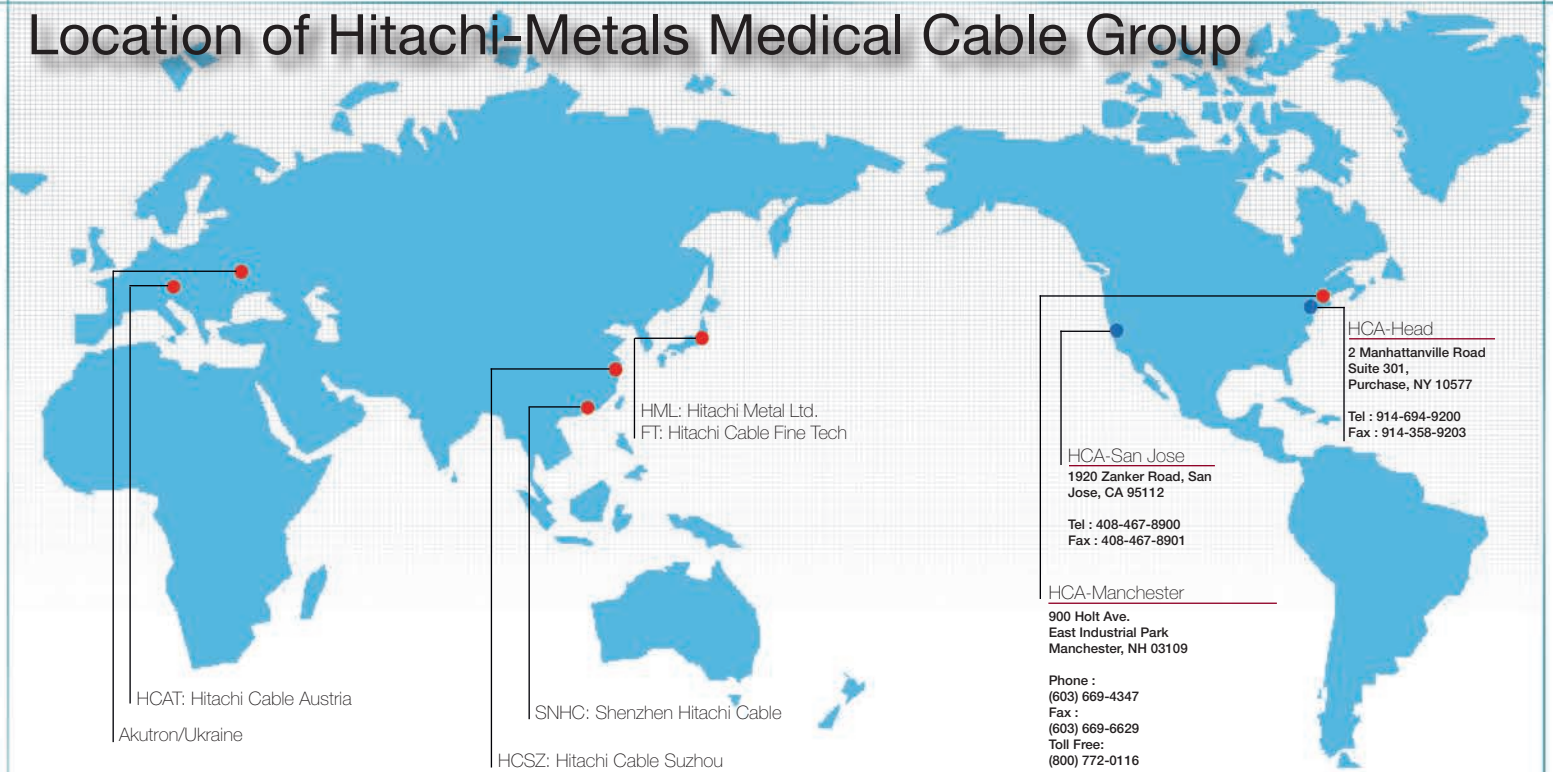 Location of Hitachi-Metals Medical Cable Group
HCA-Head
2 Manhattanville Road
Suite 301,
Purchase, NY 10577
Tel : 914-694-9200
Fax : 914-358-9203
HML: Hitachi Metal Ltd.
FT: Hitachi Cable Fine Tech
HCA-San Jose
1920 Zanker Road, San
Jose, CA 95112
Tel : 408-467-8900
Fax : 408-467-8901
HCA-Manchester
900 Holt Ave.
East Industrial Park
Manchester, NH 03109
Phone :
(603) 669-4347
Fax :
(603) 669-6629
Toll Free:
(800) 772-0116
HCAT: Hitachi Cable Austria
Akutron/Ukraine
SNHC: Shenzhen Hitachi Cable
HCSZ: Hitachi Cable Suzhou